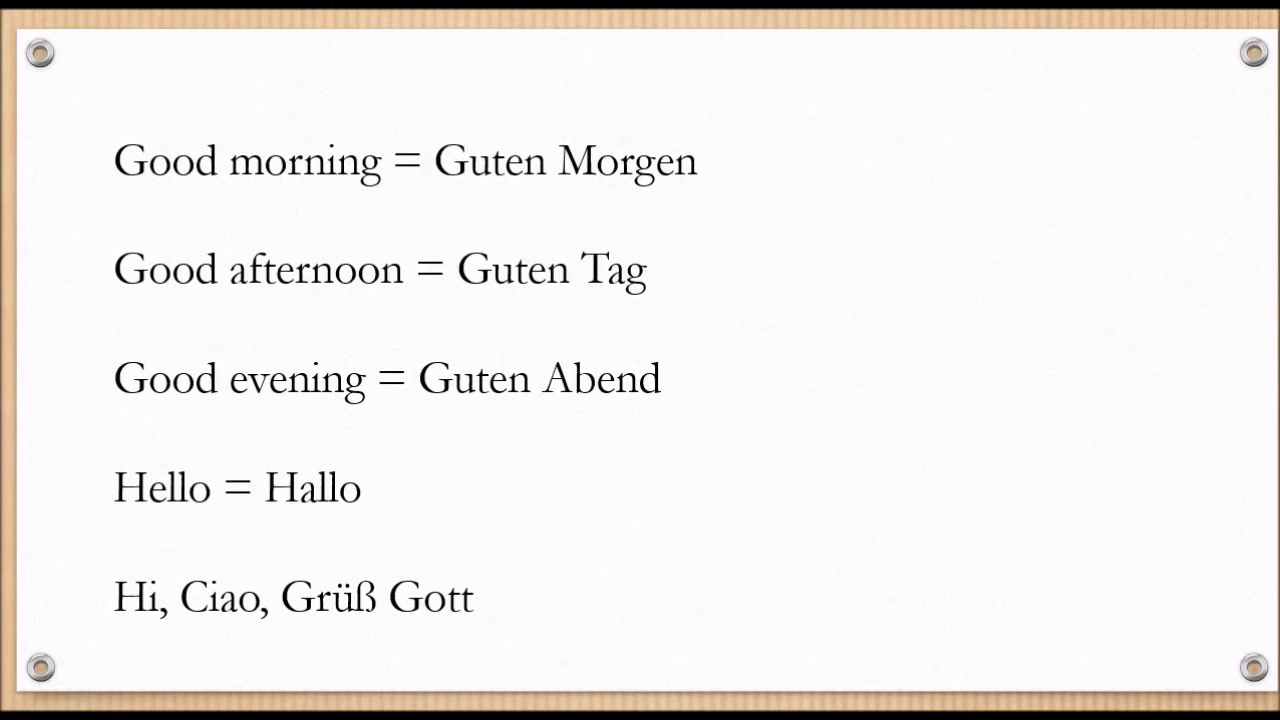 Good morning = Guten Morgen
Good afternoon = Guten Tag
Good evening = Guten Abend
Hello = Hallo
Hi, Ciao, Grüß Gott